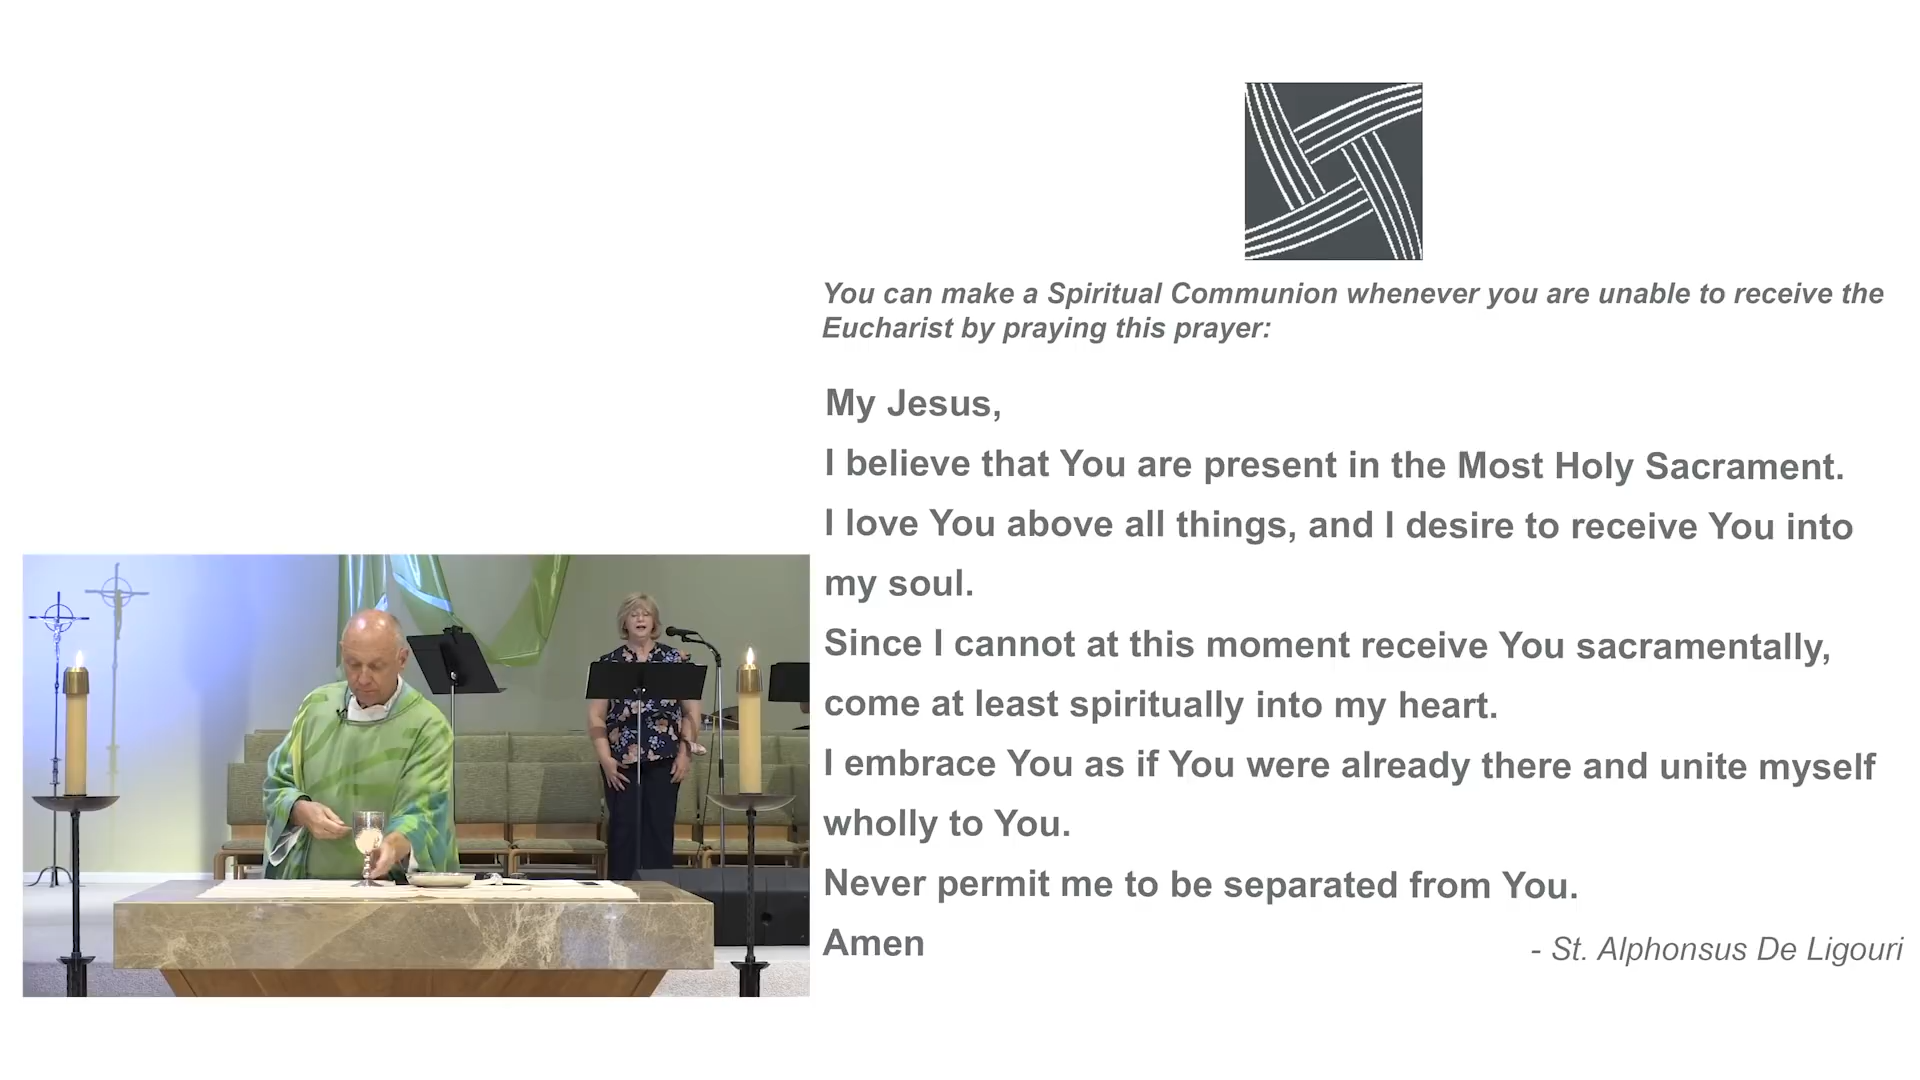 You can make a Spiritual Communion whenever you are unable to receive the
Eucharist by praying this prayer:
My Jesus,
I believe that You are present in the Most Holy Sacrament.
I love You above all things, and I desire to receive You into
my soul.
Since I cannot at this moment receive You sacramentally,
come at least spiritually into my heart.
I embrace You as if You were already there and unite myself
wholly to You.
Never permit me to be separated from You.
Amen
- St. Alphonsus De Ligouri